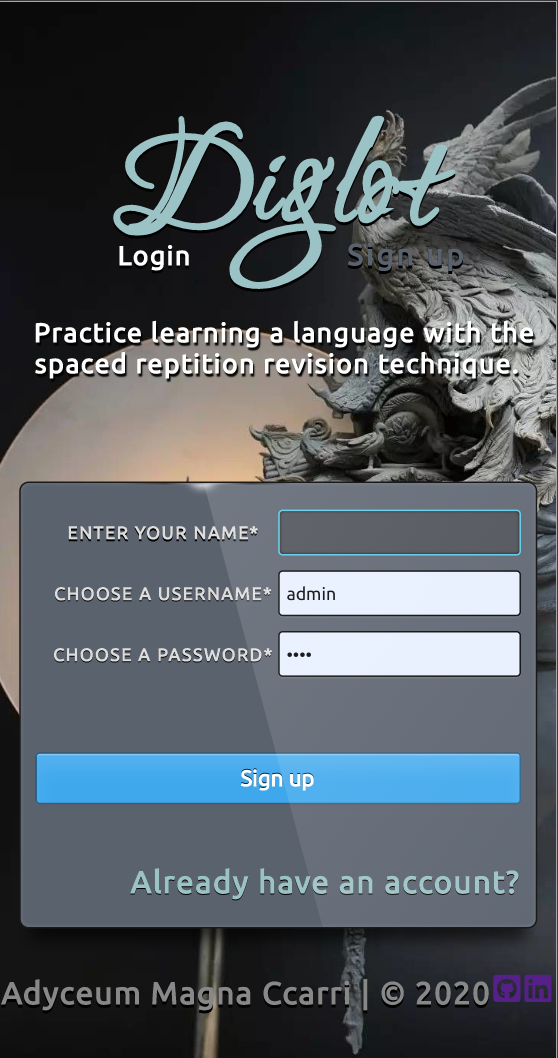 Diglot
Login Sign up
Practice learning a language with the
spaced reptition revision technique.
ENTER YOUR NAME*
CHOOSE A USERNAME* admin
CHOOSE A PASSWORD* ••••
Sign up
Already have an account?
Adyceum Magna Ccarri | © 2020 in